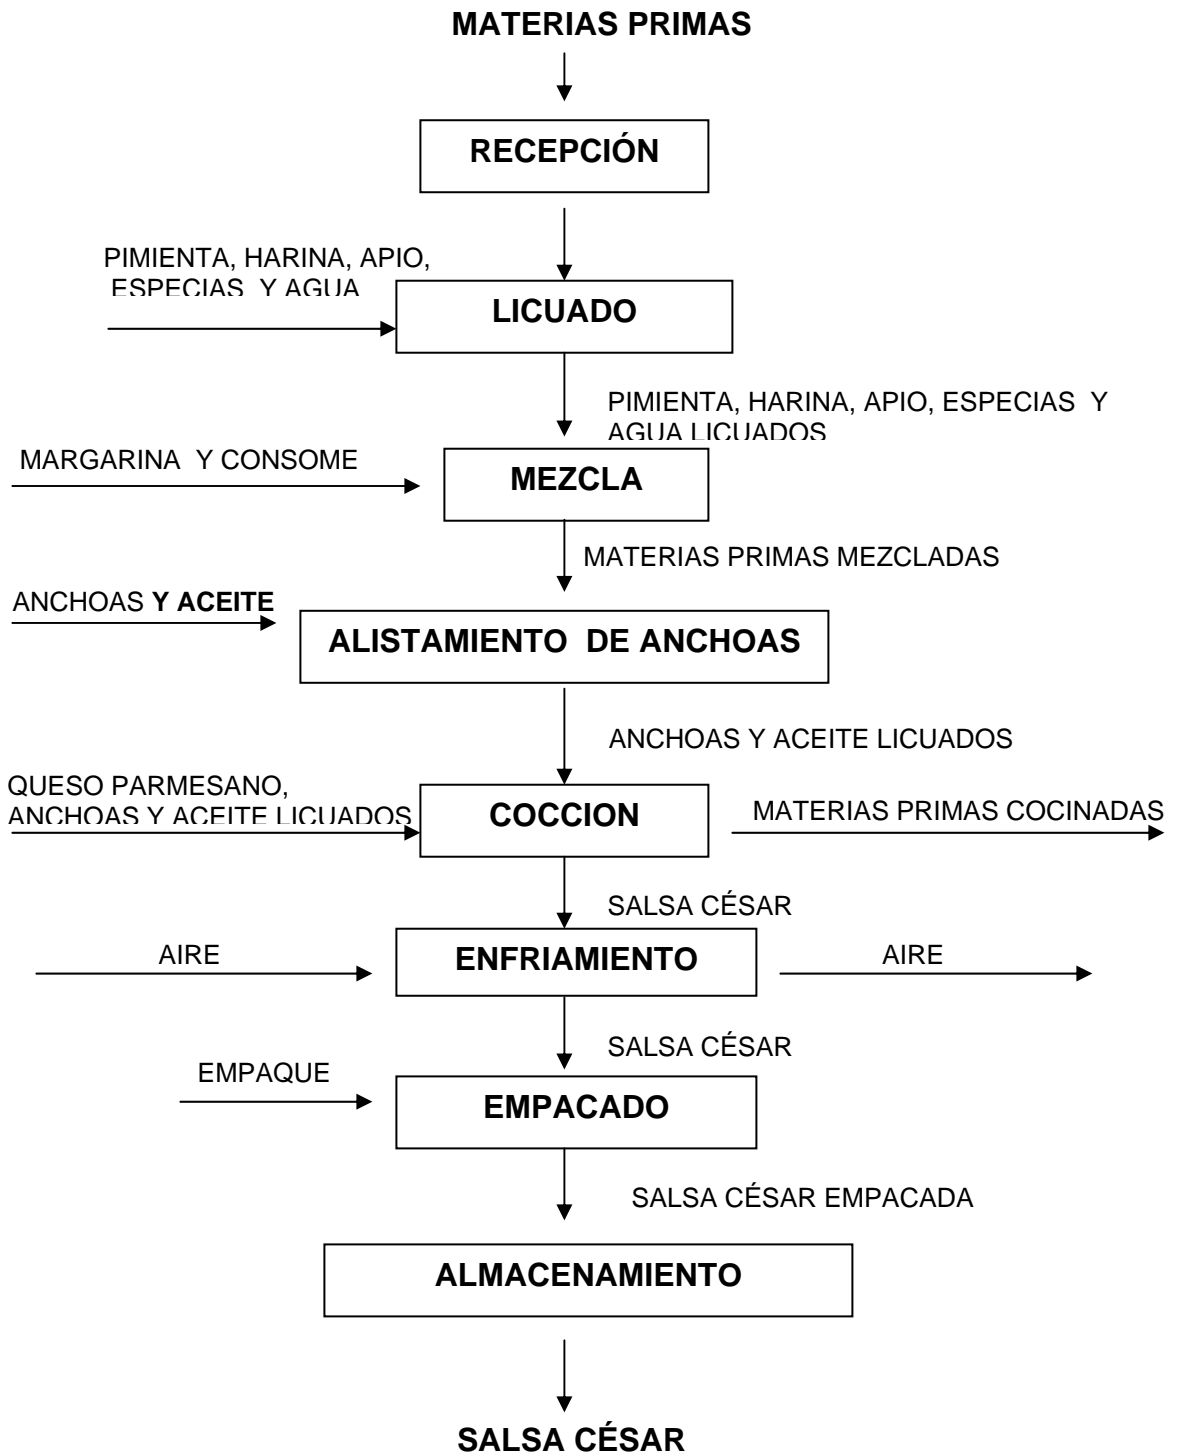 MATERIAS PRIMAS
RECEPCIÓN
PIMIENTA, HARINA, APIO,
ESPECIAS Y AGUA
LICUADO
PIMIENTA, HARINA, APIO, ESPECIAS Y
AGUA LICUADOS
MARGARINA Y CONSOME
MEZCLA
MATERIAS PRIMAS MEZCLADAS
ANCHOAS Y ACEITE
ALISTAMIENTO DE ANCHOAS
ANCHOAS Y ACEITE LICUADOS
QUESO PARMESANO,
ANCHOAS Y ACEITE LICUADOS
COCCION
MATERIAS PRIMAS COCINADAS
SALSA CÉSAR
AIRE
ENFRIAMIENTO
AIRE
SALSA CÉSAR
EMPAQUE
EMPACADO
SALSA CÉSAR EMPACADA
ALMACENAMIENTO
SALSA CÉSAR